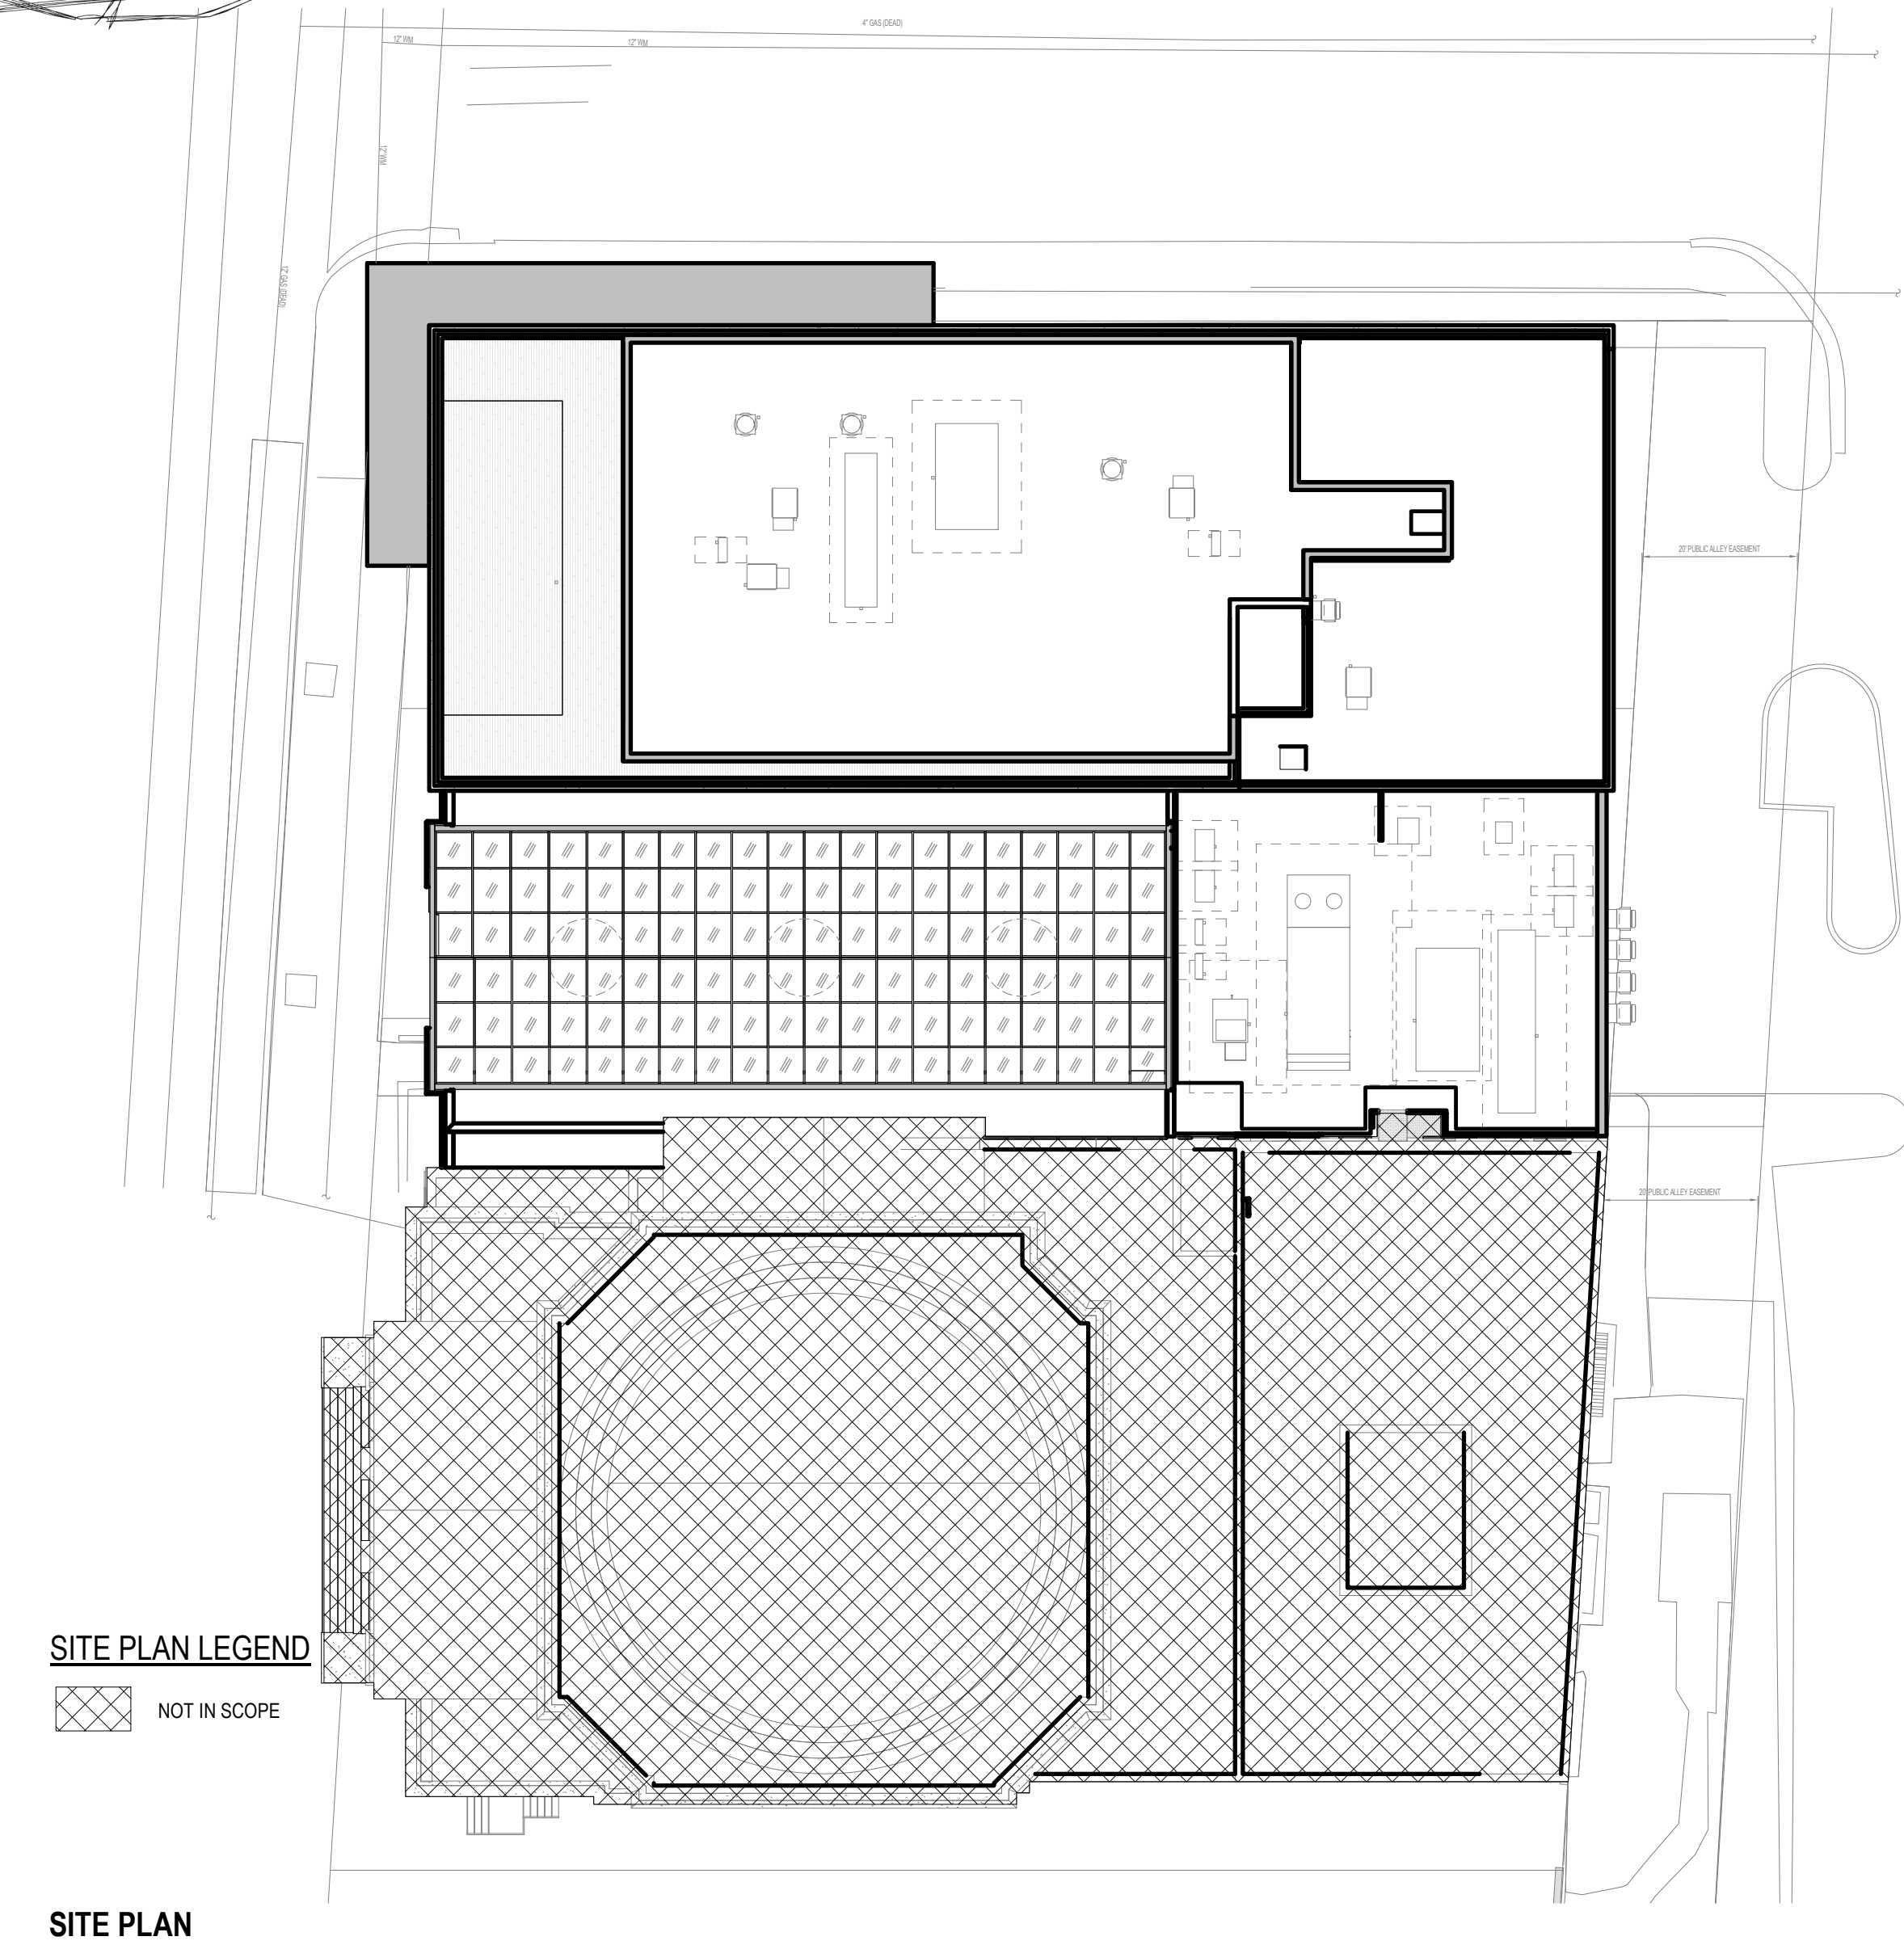 4" GAS (DEAD)
12" WM
12" WM
12" WM
12" GAS (DEAD)
20' PUBLIC ALLEY EASEMENT
20' PUBLIC ALLEY EASEMENT
SITE PLAN LEGEND
NOT IN SCOPE
SITE PLAN